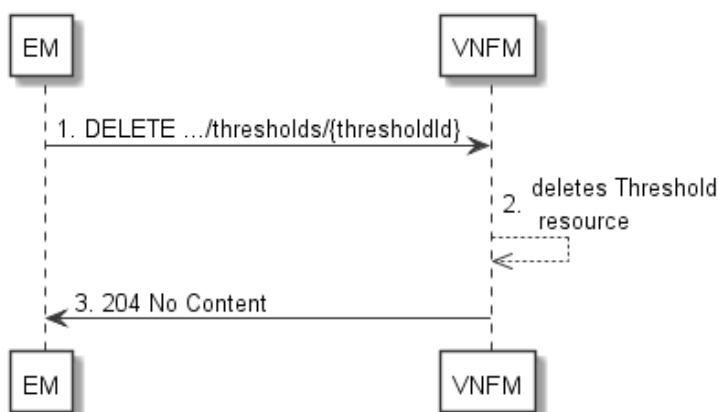 EM VNFM
1. DELETE .../thresholds/{thresholdId}
2. deletes Threshold
resource
3. 204 No Content
EM VNFM